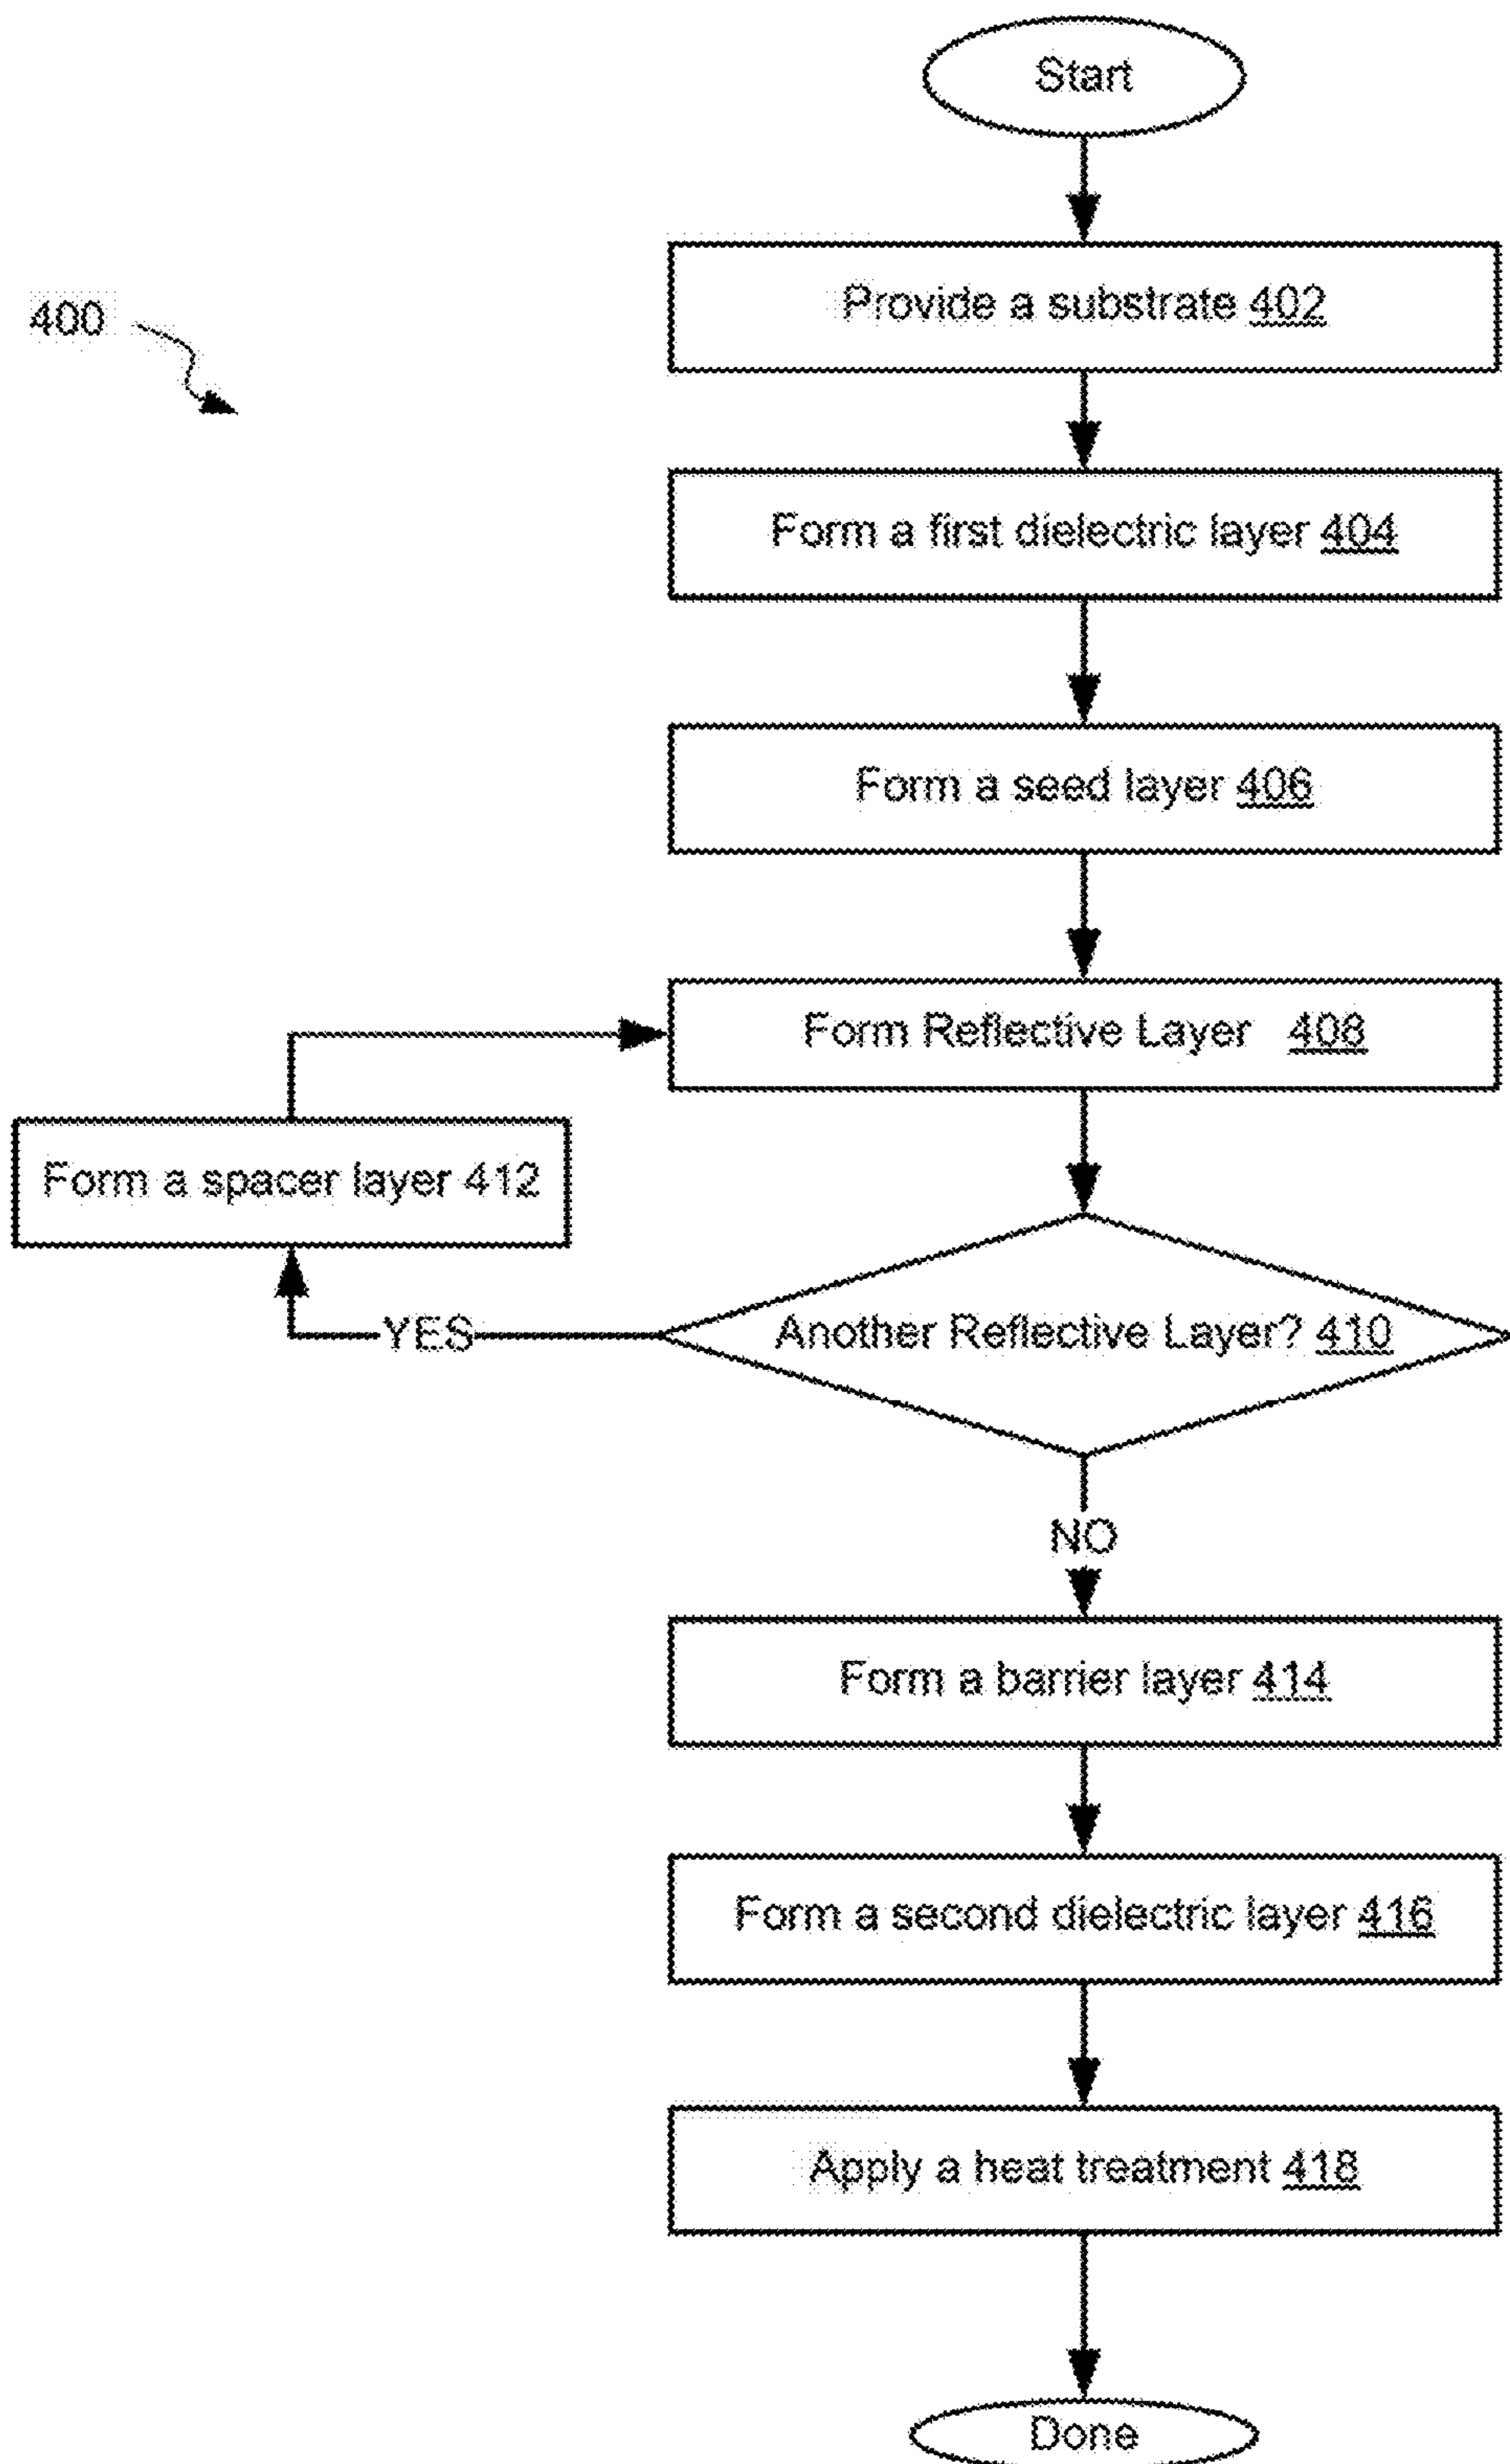 Start
400
Provide a substrate 402
Form a first dielectric layer 404
Form a seed layer 406
Form Reflective Layer 408
Form a spacer layer 412
Another Reflective Layer? 410
YES
NO
Form a barrier layer 414
Form a second dielectric layer 416
Apply a heat treatment 418
Done